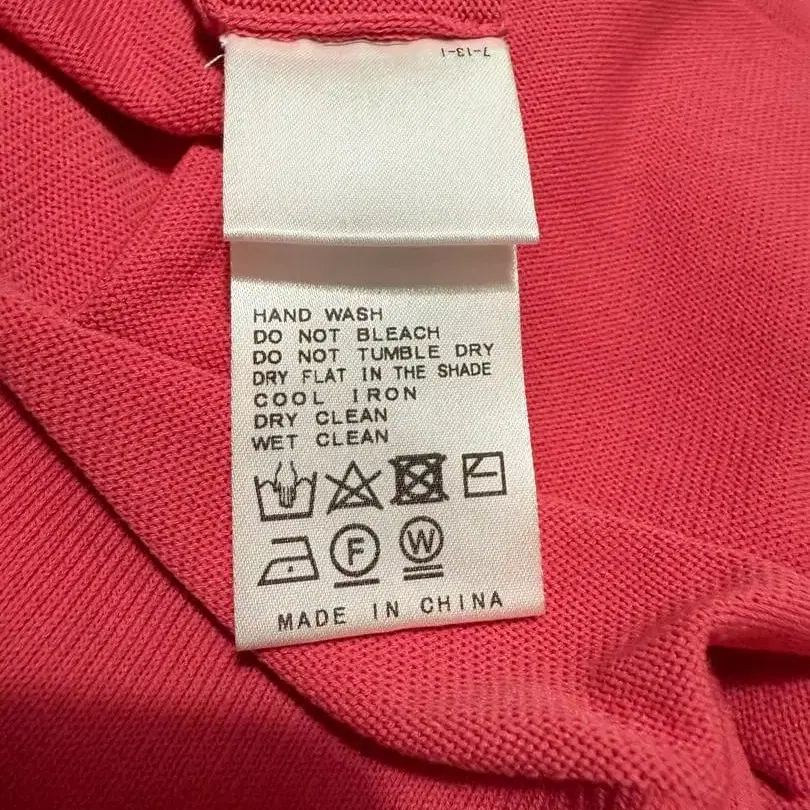 7-13-1
HAND WASH
DO NOT BLEACH
DO NOT TUMBLE DRY
DRY FLAT IN THE SHADE
COOL IRON
DRY CLEAN
WET CLEAN
F W
MADE IN CHINA